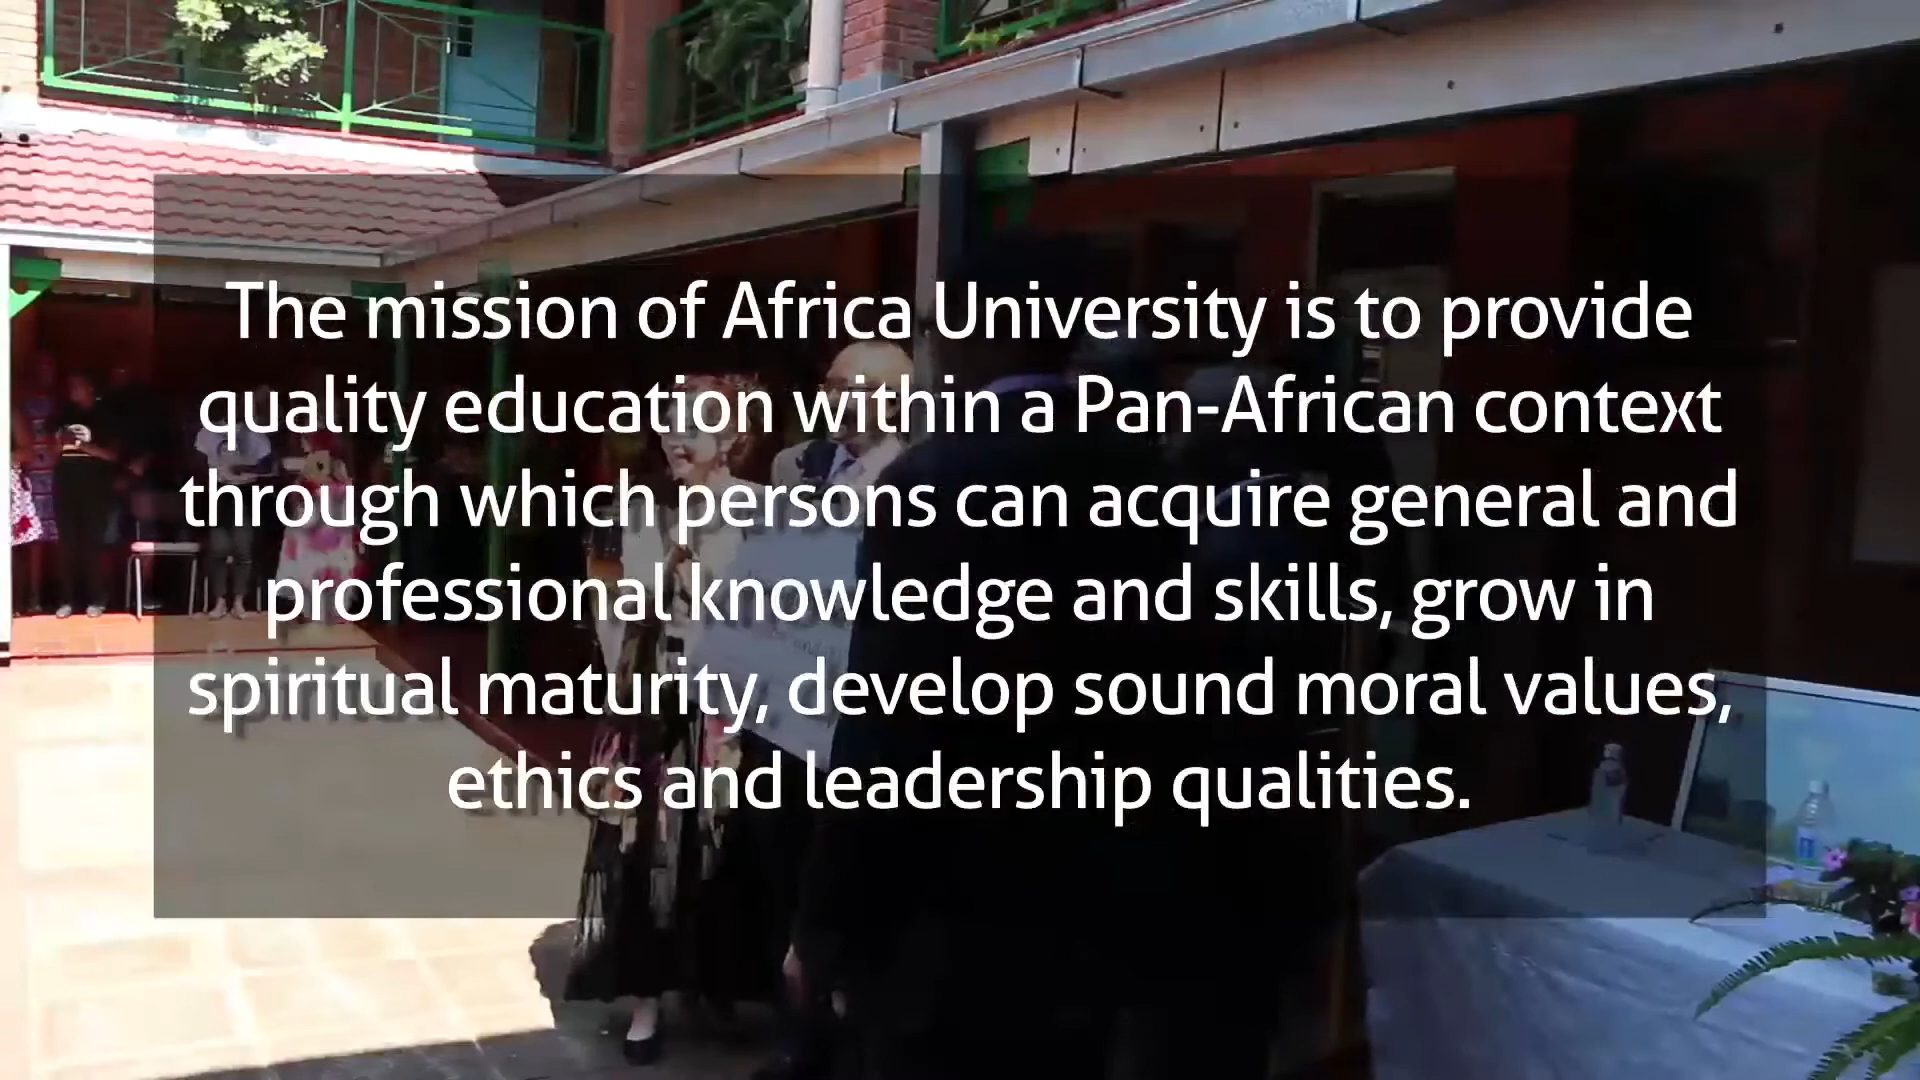 The mission of Africa University is to provide
quality education within a Pan-African context
through which persons can acquire general and
professional knowledge and skills, grow in
spiritual maturity, develop sound moral values,
ethics and leadership qualities.